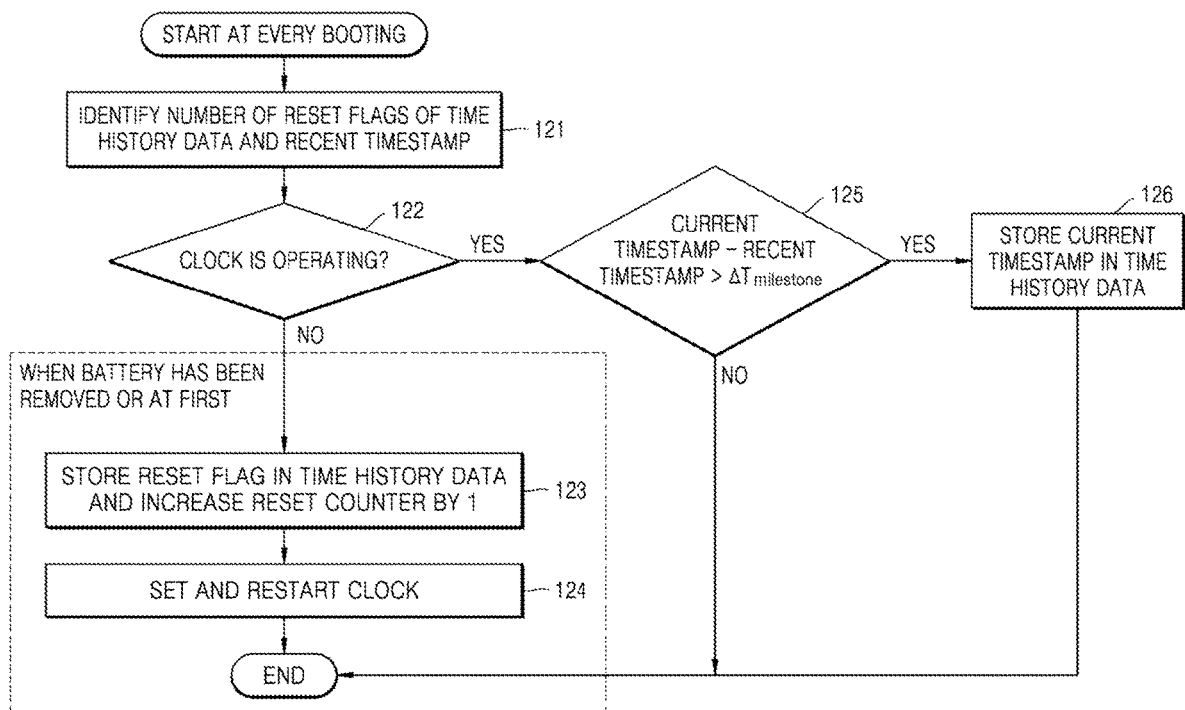 START AT EVERY BOOTING
IDENTIFY NUMBER OF RESET FLAGS OF TIME
HISTORY DATA AND RECENT TIMESTAMP
121
122
CLOCK IS OPERATING?
YES
NO
125
CURRENT
TIMESTAMP – RECENT
TIMESTAMP > ΔTmilestone
YES
NO
126
STORE CURRENT
TIMESTAMP IN TIME
HISTORY DATA
WHEN BATTERY HAS BEEN
REMOVED OR AT FIRST
STORE RESET FLAG IN TIME HISTORY DATA
AND INCREASE RESET COUNTER BY 1
123
SET AND RESTART CLOCK
124
END